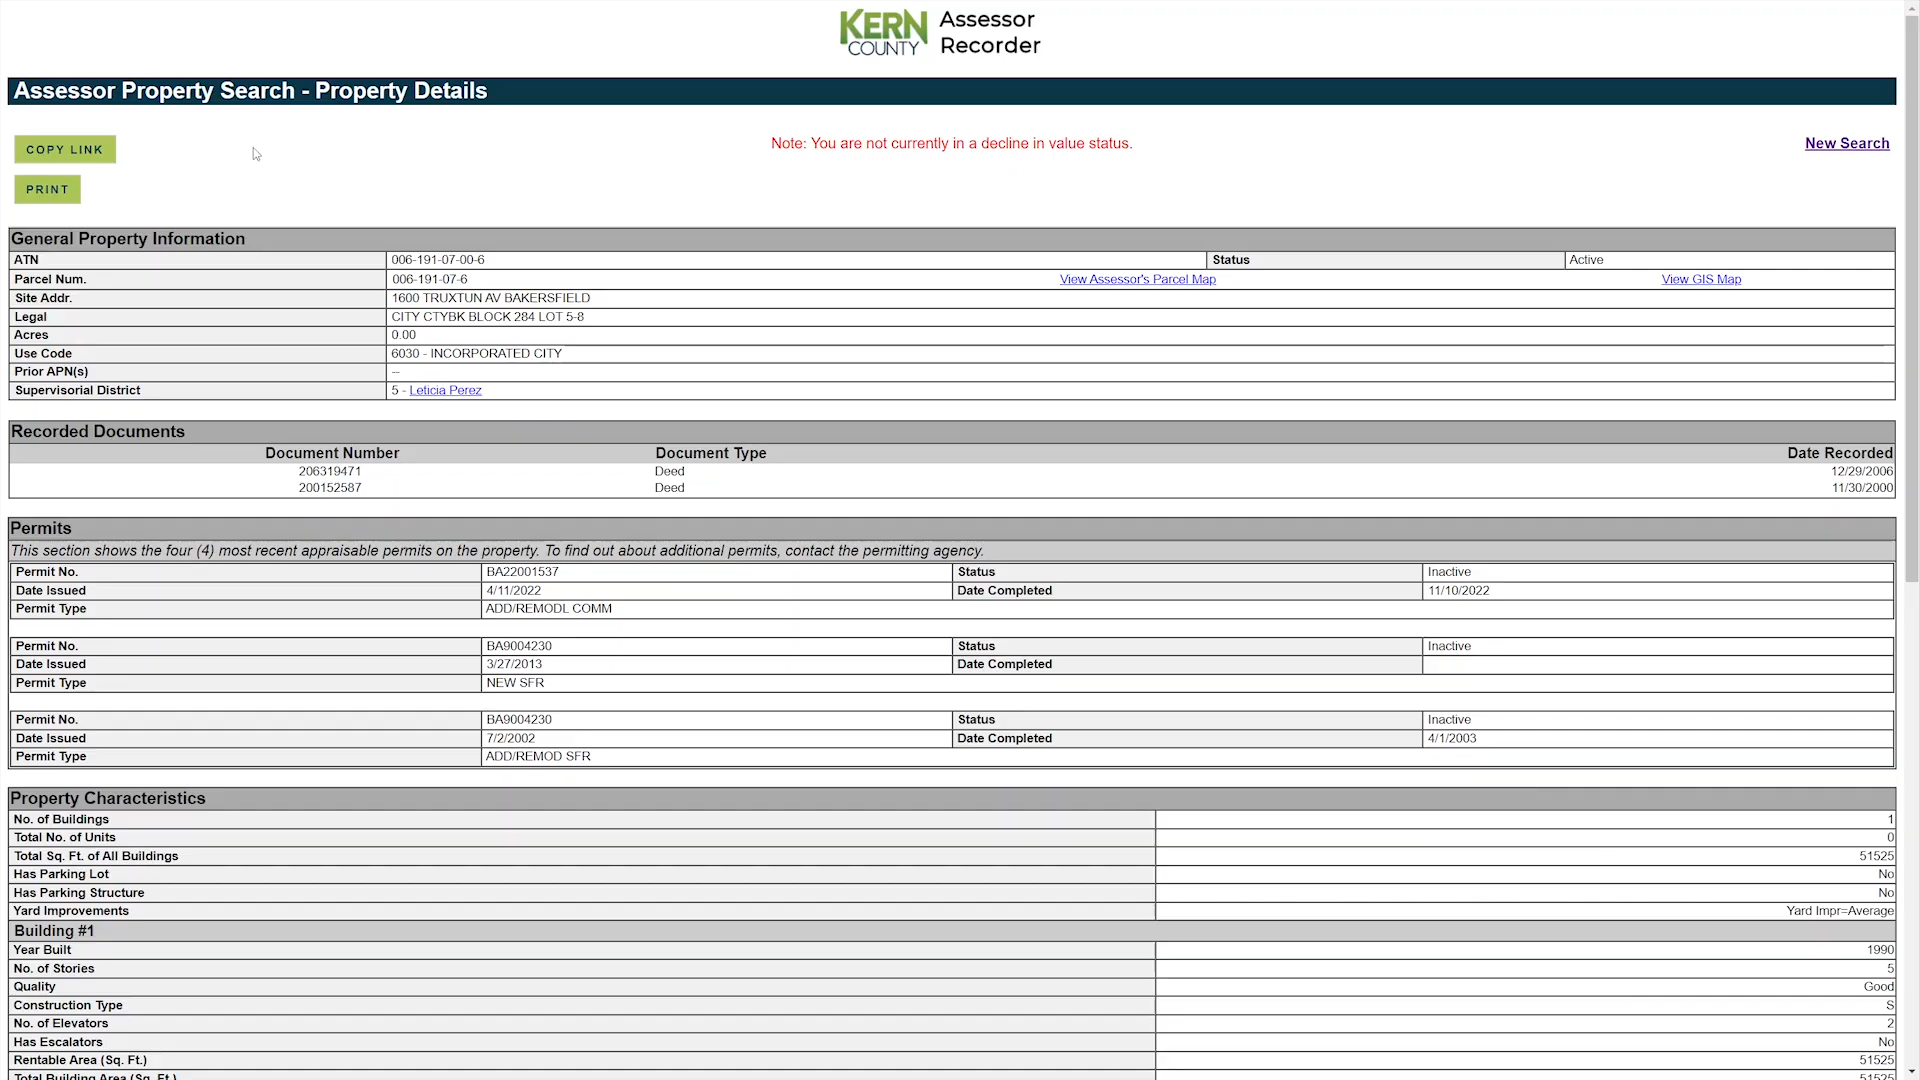 KERN COUNTY Assessor Recorder
Assessor Property Search - Property Details
COPY LINK
Note: You are not currently in a decline in value status.
New Search
PRINT
General Property Information
ATN 006-191-07-00-6 Status Active
Parcel Num. 006-191-07-6 View Assessor's Parcel Map View GIS Map
Site Addr. 1600 TRUXTUN AV BAKERSFIELD
Legal CITY CTYBK BLOCK 284 LOT 5-8
Acres 0.00
Use Code 6030 - INCORPORATED CITY
Prior APN(s) --
Supervisorial District 5 - Leticia Perez
Recorded Documents
Document Number Document Type Date Recorded
206319471 Deed 12/29/2006
200152587 Deed 11/30/2000
Permits
This section shows the four (4) most recent appraisable permits on the property. To find out about additional permits, contact the permitting agency.
Permit No. BA22001537 Status Inactive
Date Issued 4/11/2022 Date Completed 11/10/2022
Permit Type ADD/REMODL COMM
Permit No. BA9004230 Status Inactive
Date Issued 3/27/2013 Date Completed
Permit Type NEW SFR
Permit No. BA9004230 Status Inactive
Date Issued 7/2/2002 Date Completed 4/1/2003
Permit Type ADD/REMOD SFR
Property Characteristics
No. of Buildings 1
Total No. of Units 0
Total Sq. Ft. of All Buildings 51525
Has Parking Lot No
Has Parking Structure No
Yard Improvements Yard Impr=Average
Building #1
Year Built 1990
No. of Stories 5
Quality Good
Construction Type S
No. of Elevators 2
Has Escalators No
Rentable Area (Sq. Ft.) 51525
Total Building Area (Sq. Ft.) 51525